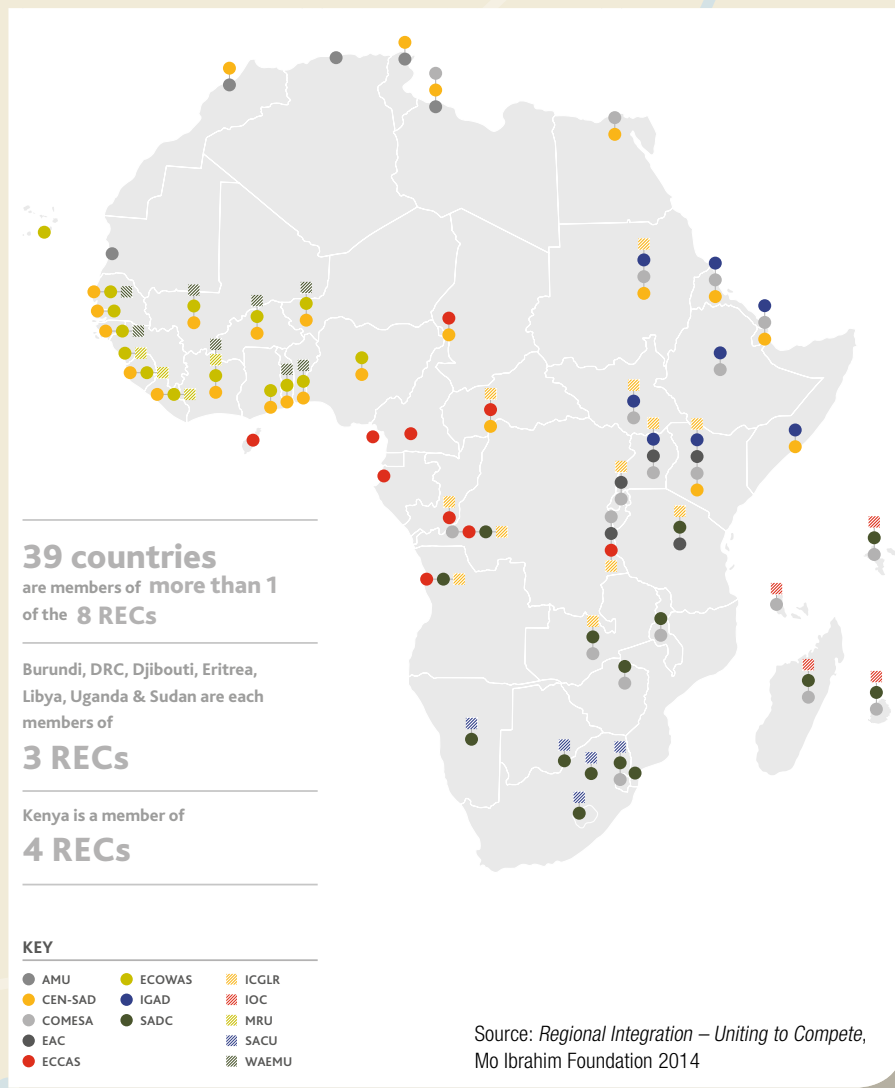 39 countries
are members of more than 1
of the 8 RECs
Burundi, DRC, Djibouti, Eritrea,
Libya, Uganda & Sudan are each
members of
3 RECs
Kenya is a member of
4 RECs
KEY
AMU
CEN-SAD
COMESA
EAC
ECCAS
ECOWAS
IGAD
SADC
ICGLR
IOC
MRU
SACU
WAEMU
Source: Regional Integration – Uniting to Compete,
Mo Ibrahim Foundation 2014